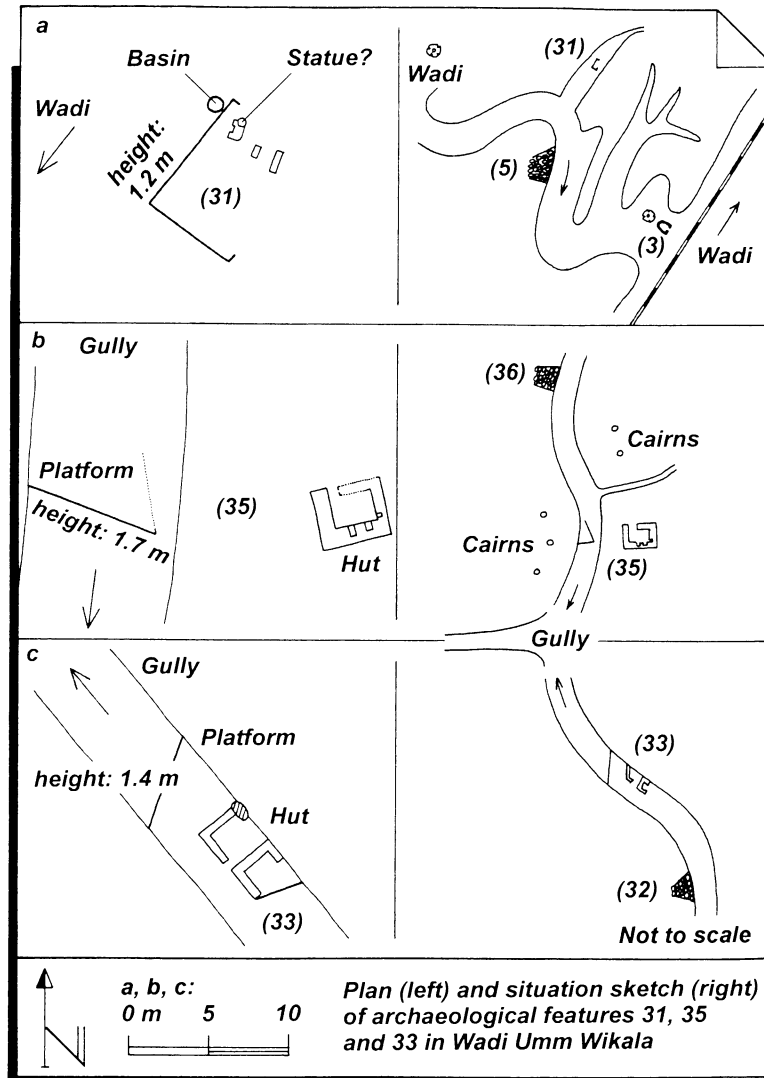 a
Basin
Statue?
Wadi
height:
1.2 m
(31)
(31)
Wadi
(5)
(3)
Wadi
b
Gully
Platform
height: 1.7 m
(35)
Hut
(36)
Cairns
Cairns
(35)
Gully
c
Gully
Platform
height: 1.4 m
Hut
(33)
(33)
(32)
Not to scale
N
a, b, c:
0 m 5 10
Plan (left) and situation sketch (right)
of archaeological features 31, 35
and 33 in Wadi Umm Wikala